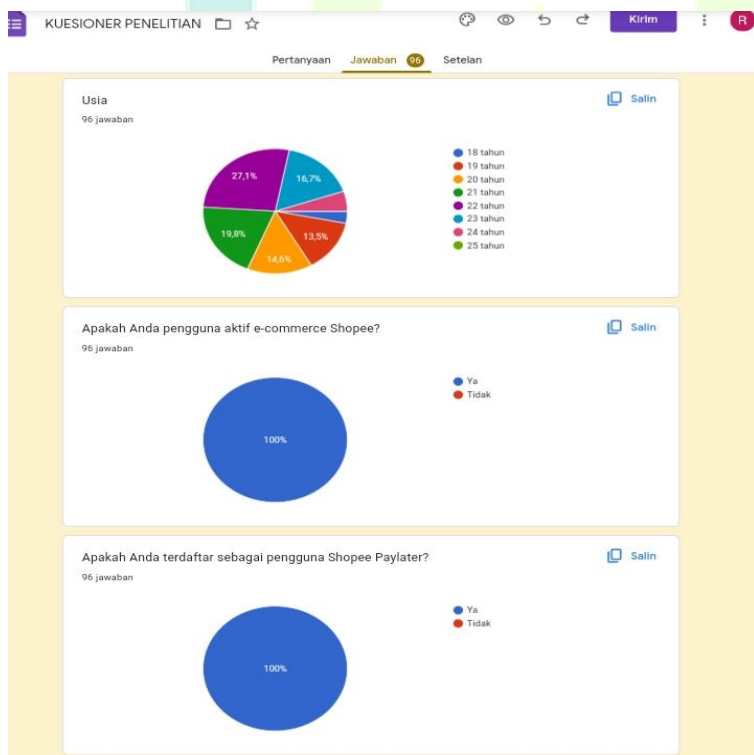 KUESIONER PENELITIAN
Kirim
R
Pertanyaan Jawaban 96 Setelan
Usia
Salin
96 jawaban
27,1%
16,7%
19,8%
13,5%
14,6%
18 tahun
19 tahun
20 tahun
21 tahun
22 tahun
23 tahun
24 tahun
25 tahun
Apakah Anda pengguna aktif e-commerce Shopee?
Salin
96 jawaban
100%
Ya
Tidak
Apakah Anda terdaftar sebagai pengguna Shopee Paylater?
Salin
96 jawaban
100%
Ya
Tidak